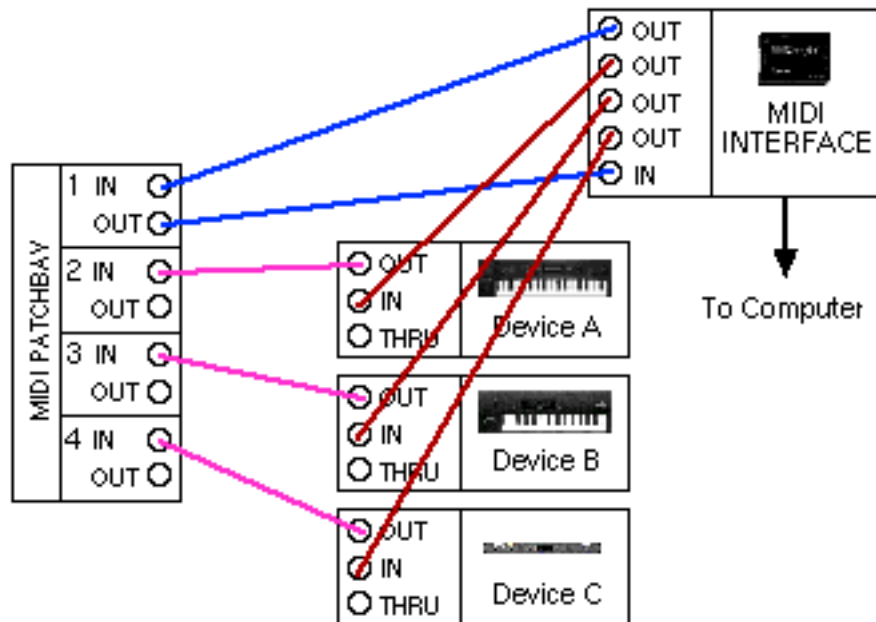 OUT
OUT
OUT
OUT
IN
MIDI
INTERFACE
To Computer
MIDI PATCHBAY
1 IN
OUT
2 IN
OUT
3 IN
OUT
4 IN
OUT
OUT
IN
THRU
Device A
OUT
IN
THRU
Device B
OUT
IN
THRU
Device C